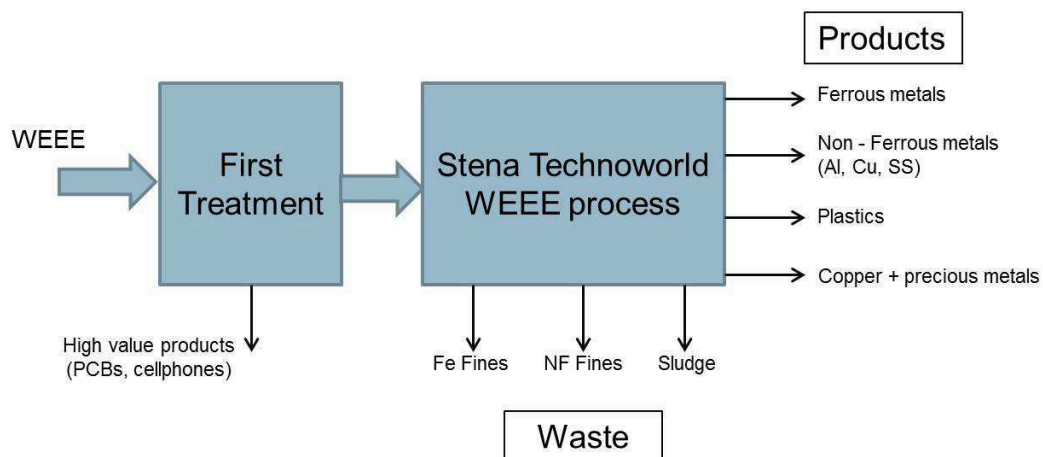 Products
WEEE
First
Treatment
Stena Technoworld
WEEE process
Ferrous metals
Non - Ferrous metals
(Al, Cu, SS)
Plastics
Copper + precious metals
High value products
(PCBs, cellphones)
Fe Fines
NF Fines
Sludge
Waste